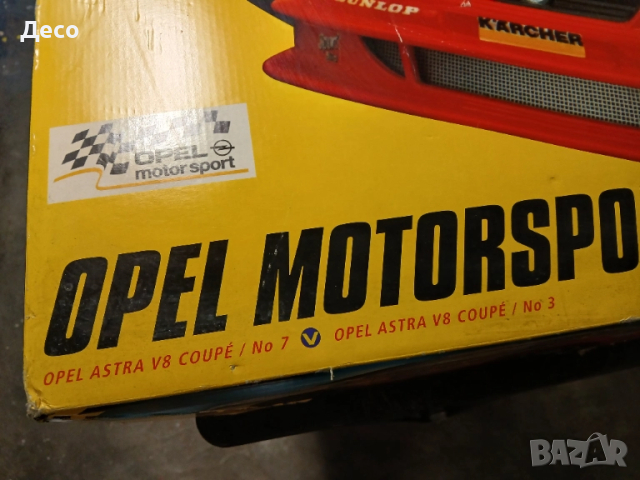 Deco
DUNLOP
KÄRCHER
OPEL
motorsport
OPEL MOTORSPO
OPEL ASTRA V8 COUPÉ / No 7 V OPEL ASTRA V8 COUPÉ / No 3
BAZAR